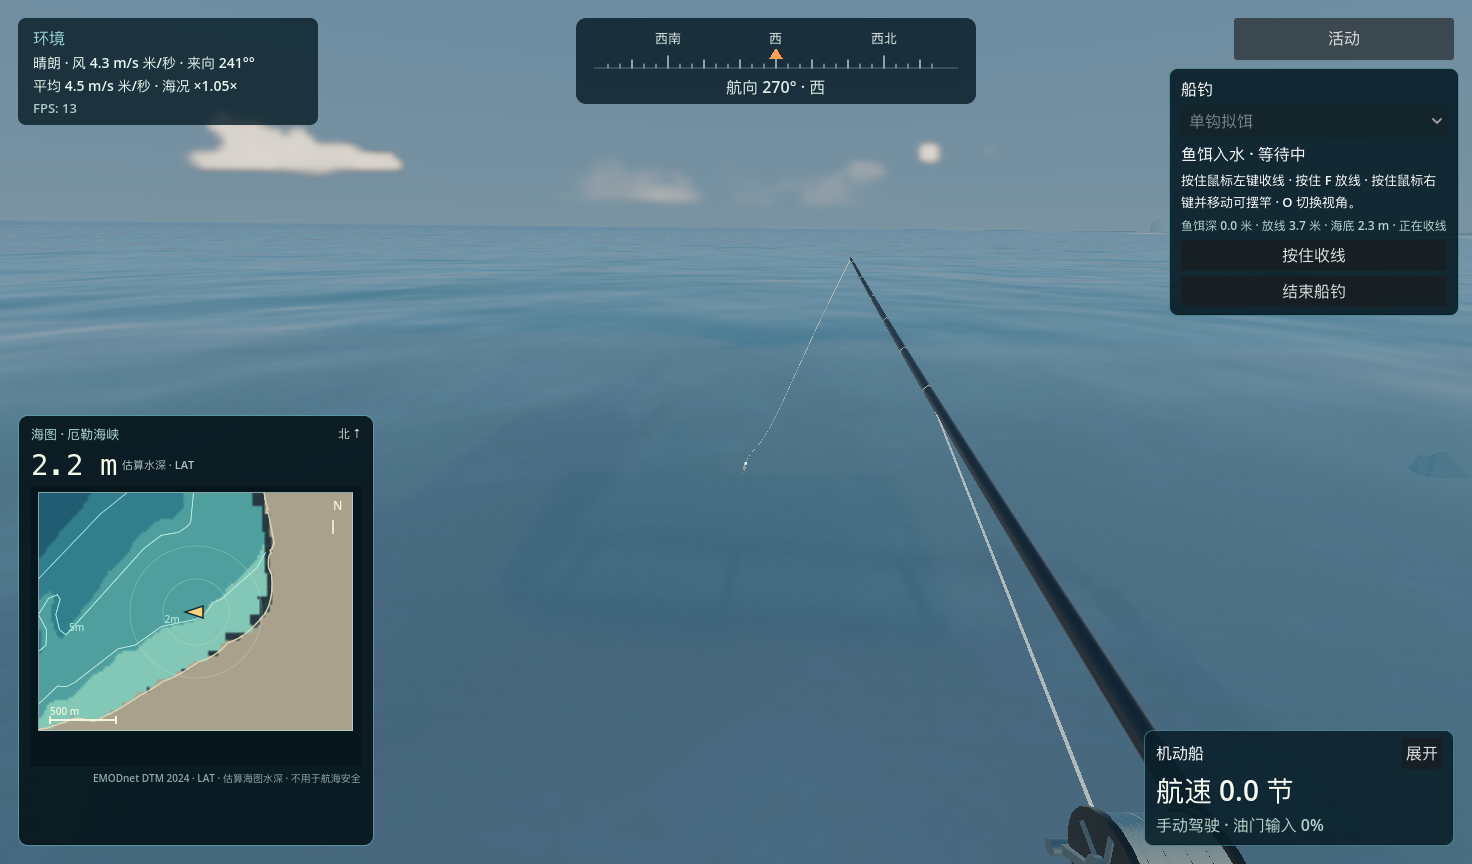 环境
晴朗 · 风 4.3 m/s 米/秒 · 来向 241°°
平均 4.5 m/s 米/秒 · 海况 ×1.05×
FPS: 13
西南 西 西北
航向 270° · 西
活动
船钓
单钩拟饵
鱼饵入水 · 等待中
按住鼠标左键收线 · 按住 F 放线 · 按住鼠标右
键并移动可摆竿 · O 切换视角。
鱼饵深 0.0 米 · 放线 3.7 米 · 海底 2.3 m · 正在收线
按住收线
结束船钓
海图 · 厄勒海峡 北 ↑
2.2 m 估算水深 · LAT
N
2m
5m
500 m
EMODnet DTM 2024 · LAT · 估算海图水深 · 不用于航海安全
机动船 展开
航速 0.0 节
手动驾驶 · 油门输入 0%